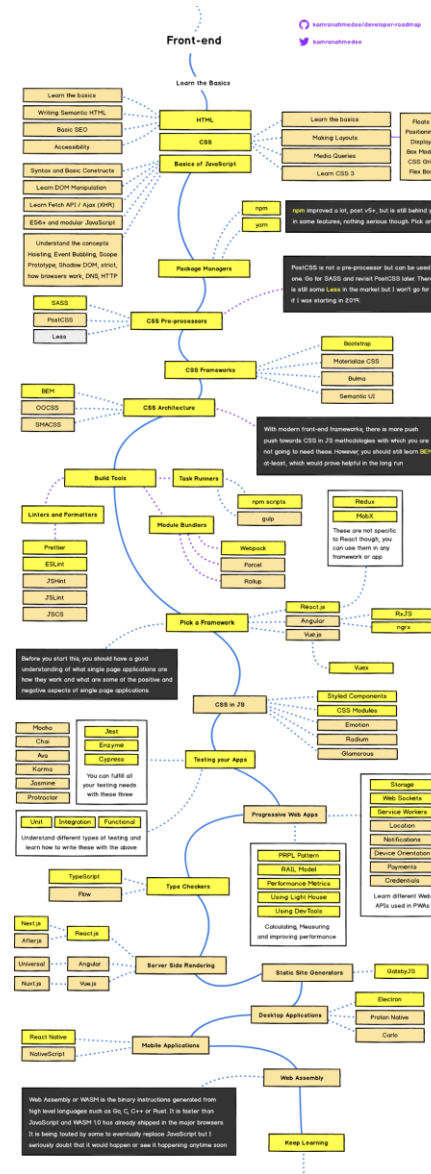 Front-end
kamranahmedse/developer-roadmap
kamranahmedse
Learn the Basics
HTML
CSS
Basics of JavaScript
Learn the basics
Writing Semantic HTML
Basic SEO
Accessibility
Learn the basics
Making Layouts
Media Queries
Learn CSS 3
Floats
Positionin
Display
Box Mod
CSS Gr
Flex Bo
Syntax and Basic Constructs
Learn DOM Manipulation
Learn Fetch API / Ajax (XHR)
ES6+ and modular JavaScript
Understand the concepts
Hoisting, Event Bubbling, Scope
Prototype, Shadow DOM, strict,
how browsers work, DNS, HTTP
npm
yarn
npm improved a lot, post v5+, but is still behind y
in some features, nothing serious though. Pick an
Package Managers
PostCSS is not a pre-processor but can be used
one. Go for SASS and revisit PostCSS later. There
is still some Less in the market but I won't go for
if I was starting in 2019.
SASS
PostCSS
Less
CSS Pre-processors
CSS Frameworks
Bootstrap
Materialize CSS
Bulma
Semantic UI
BEM
OOCSS
SMACSS
CSS Architecture
With modern front-end frameworks, there is more push
push towards CSS in JS methodologies with which you are
not going to need these. However, you should still learn BEM
at-least, which would prove helpful in the long run
Build Tools
Task Runners
npm scripts
gulp
Linters and Formatters
Module Bundlers
Prettier
ESLint
JSHint
JSLint
JSCS
Webpack
Parcel
Rollup
Redux
MobX
These are not specific
to React though, you
can use them in any
framework or app
Pick a Framework
React.js
Angular
Vue.js
RxJS
ngrx
Vuex
Before you start this, you should have a good
understanding of what single page applications are
how they work and what are some of the positive and
negative aspects of single page applications
CSS in JS
Styled Components
CSS Modules
Emotion
Radium
Glamorous
Mocha
Chai
Ava
Karma
Jasmine
Protractor
Jest
Enzyme
Cypress
You can fulfill all
your testing needs
with these three
Testing your Apps
Unit
Integration
Functional
Understand different types of testing and
learn how to write these with the above
Progressive Web Apps
Storage
Web Sockets
Service Workers
Location
Notifications
Device Orientation
Payments
Credentials
Learn different Web
APIs used in PWAs
PRPL Pattern
RAIL Model
Performance Metrics
Using Light House
Using DevTools
Calculating, Measuring
and improving performance
TypeScript
Flow
Type Checkers
Next.js
After.js
React.js
Universal
Angular
Nuxt.js
Vue.js
Server Side Rendering
Static Site Generators
GatsbyJS
Desktop Applications
Electron
Proton Native
Carlo
React Native
NativeScript
Mobile Applications
Web Assembly
Web Assembly or WASM is the binary instructions generated from
high level languages such as Go, C, C++ or Rust. It is faster than
JavaScript and WASM 1.0 has already shipped in the major browsers
It is being touted by some to eventually replace JavaScript but I
seriously doubt that it would happen or see it happening anytime soon
Keep Learning